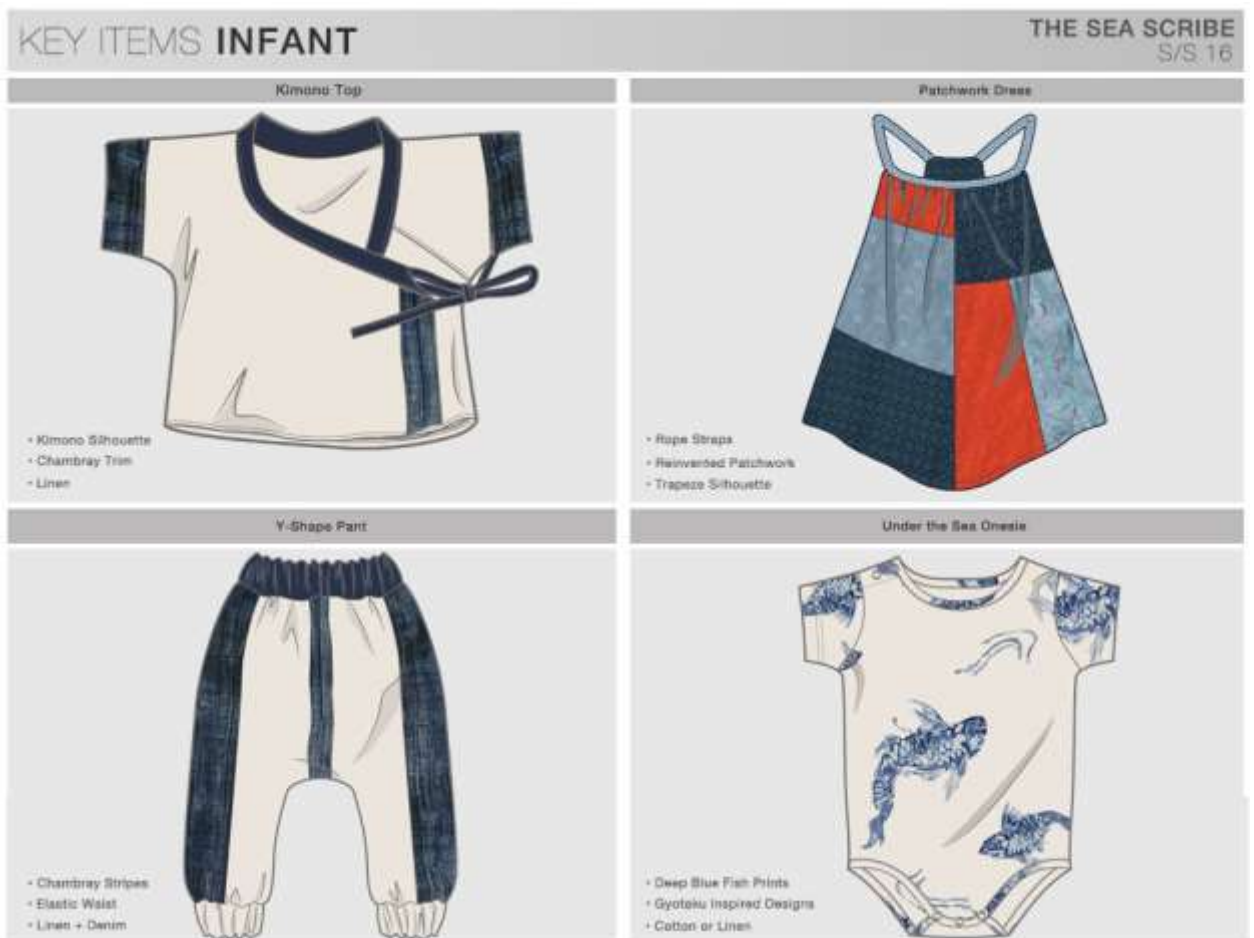 KEY ITEMS INFANT
THE SEA SCRIBE
S/S 16
Kimono Top
• Kimono Silhouette
• Chambray Trim
• Linen
Patchwork Dress
• Rope Straps
• Reinvented Patchwork
• Trapeze Silhouette
Y-Shape Pant
• Chambray Stripes
• Elastic Waist
• Linen + Denim
Under the Sea Onesie
• Deep Blue Fish Prints
• Gyotaku Inspired Designs
• Cotton or Linen